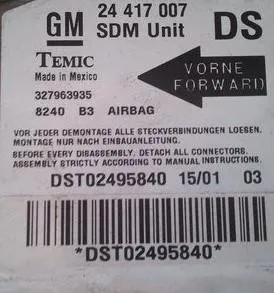 GM 24 417 007 DS
SDM Unit
TEMIC
Made in Mexico
VORNE
FORWARD
327963935
8240 B3 AIRBAG
VOR JEDER DEMONTAGE ALLE STECKVERBINDUNGEN LOESEN.
MONTAGE NUR NACH EINBAUANLEITUNG.
BEFORE EVERY DISASSEMBLY: DETACH ALL CONNECTORS.
ASSEMBLY STRICTLY ACCORDING TO MANUAL INSTRUCTIONS.
DST02495840 15/01 03
*DST02495840*